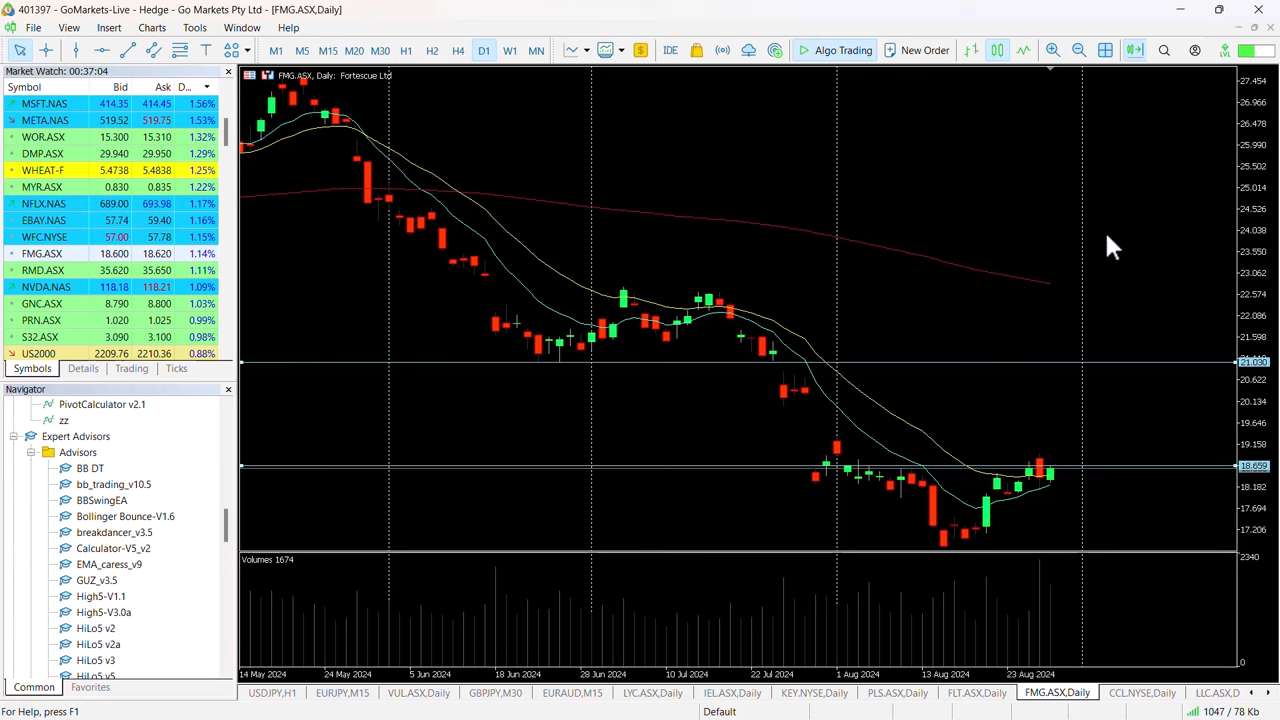 401397 - GoMarkets-Live - Hedge - Go Markets Pty Ltd - [FMG.ASX,Daily]
File View Insert Charts Tools Window Help
M1 M5 M15 M20 M30 H1 H2 H4 D1 W1 MN IDE Algo Trading New Order LVL
Market Watch: 00:37:04
Symbol Bid Ask D...
MSFT.NAS 414.35 414.45 1.56%
META.NAS 519.52 519.75 1.53%
WOR.ASX 15.300 15.310 1.32%
DMP.ASX 29.940 29.950 1.29%
WHEAT-F 5.4738 5.4838 1.25%
MYR.ASX 0.830 0.835 1.22%
NFLX.NAS 689.00 693.98 1.17%
EBAY.NAS 57.74 59.40 1.16%
WFC.NYSE 57.00 57.78 1.15%
FMG.ASX 18.600 18.620 1.14%
RMD.ASX 35.620 35.650 1.11%
NVDA.NAS 118.18 118.21 1.09%
GNC.ASX 8.790 8.800 1.03%
PRN.ASX 1.020 1.025 0.99%
S32.ASX 3.090 3.100 0.98%
US2000 2209.76 2210.36 0.88%
Symbols Details Trading Ticks
Navigator
PivotCalculator v2.1
zz
Expert Advisors
Advisors
BB DT
bb_trading_v10.5
BBSwingEA
Bollinger Bounce-V1.6
breakdancer_v3.5
Calculator-V5_v2
EMA_caress_v9
GUZ_v3.5
High5-V1.1
High5-V3.0a
HiLo5 v2
HiLo5 v2a
HiLo5 v3
HiLo5 v5
Common Favorites
FMG.ASX, Daily: Fortescue Ltd
27.454
26.966
26.478
25.990
25.502
25.014
24.526
24.038
23.550
23.062
22.574
22.086
21.598
21.030
20.622
20.134
19.646
19.158
18.659
18.182
17.694
17.206
Volumes 1674
2340
0
14 May 2024 24 May 2024 5 Jun 2024 18 Jun 2024 28 Jun 2024 10 Jul 2024 22 Jul 2024 1 Aug 2024 13 Aug 2024 23 Aug 2024
USDJPY,H1 EURJPY,M15 VUL.ASX,Daily GBPJPY,M30 EURAUD,M15 LYC.ASX,Daily IEL.ASX,Daily KEY.NYSE,Daily PLS.ASX,Daily FLT.ASX,Daily FMG.ASX,Daily CCL.NYSE,Daily LLC.ASX,D
For Help, press F1 Default 1047 / 78 Kb